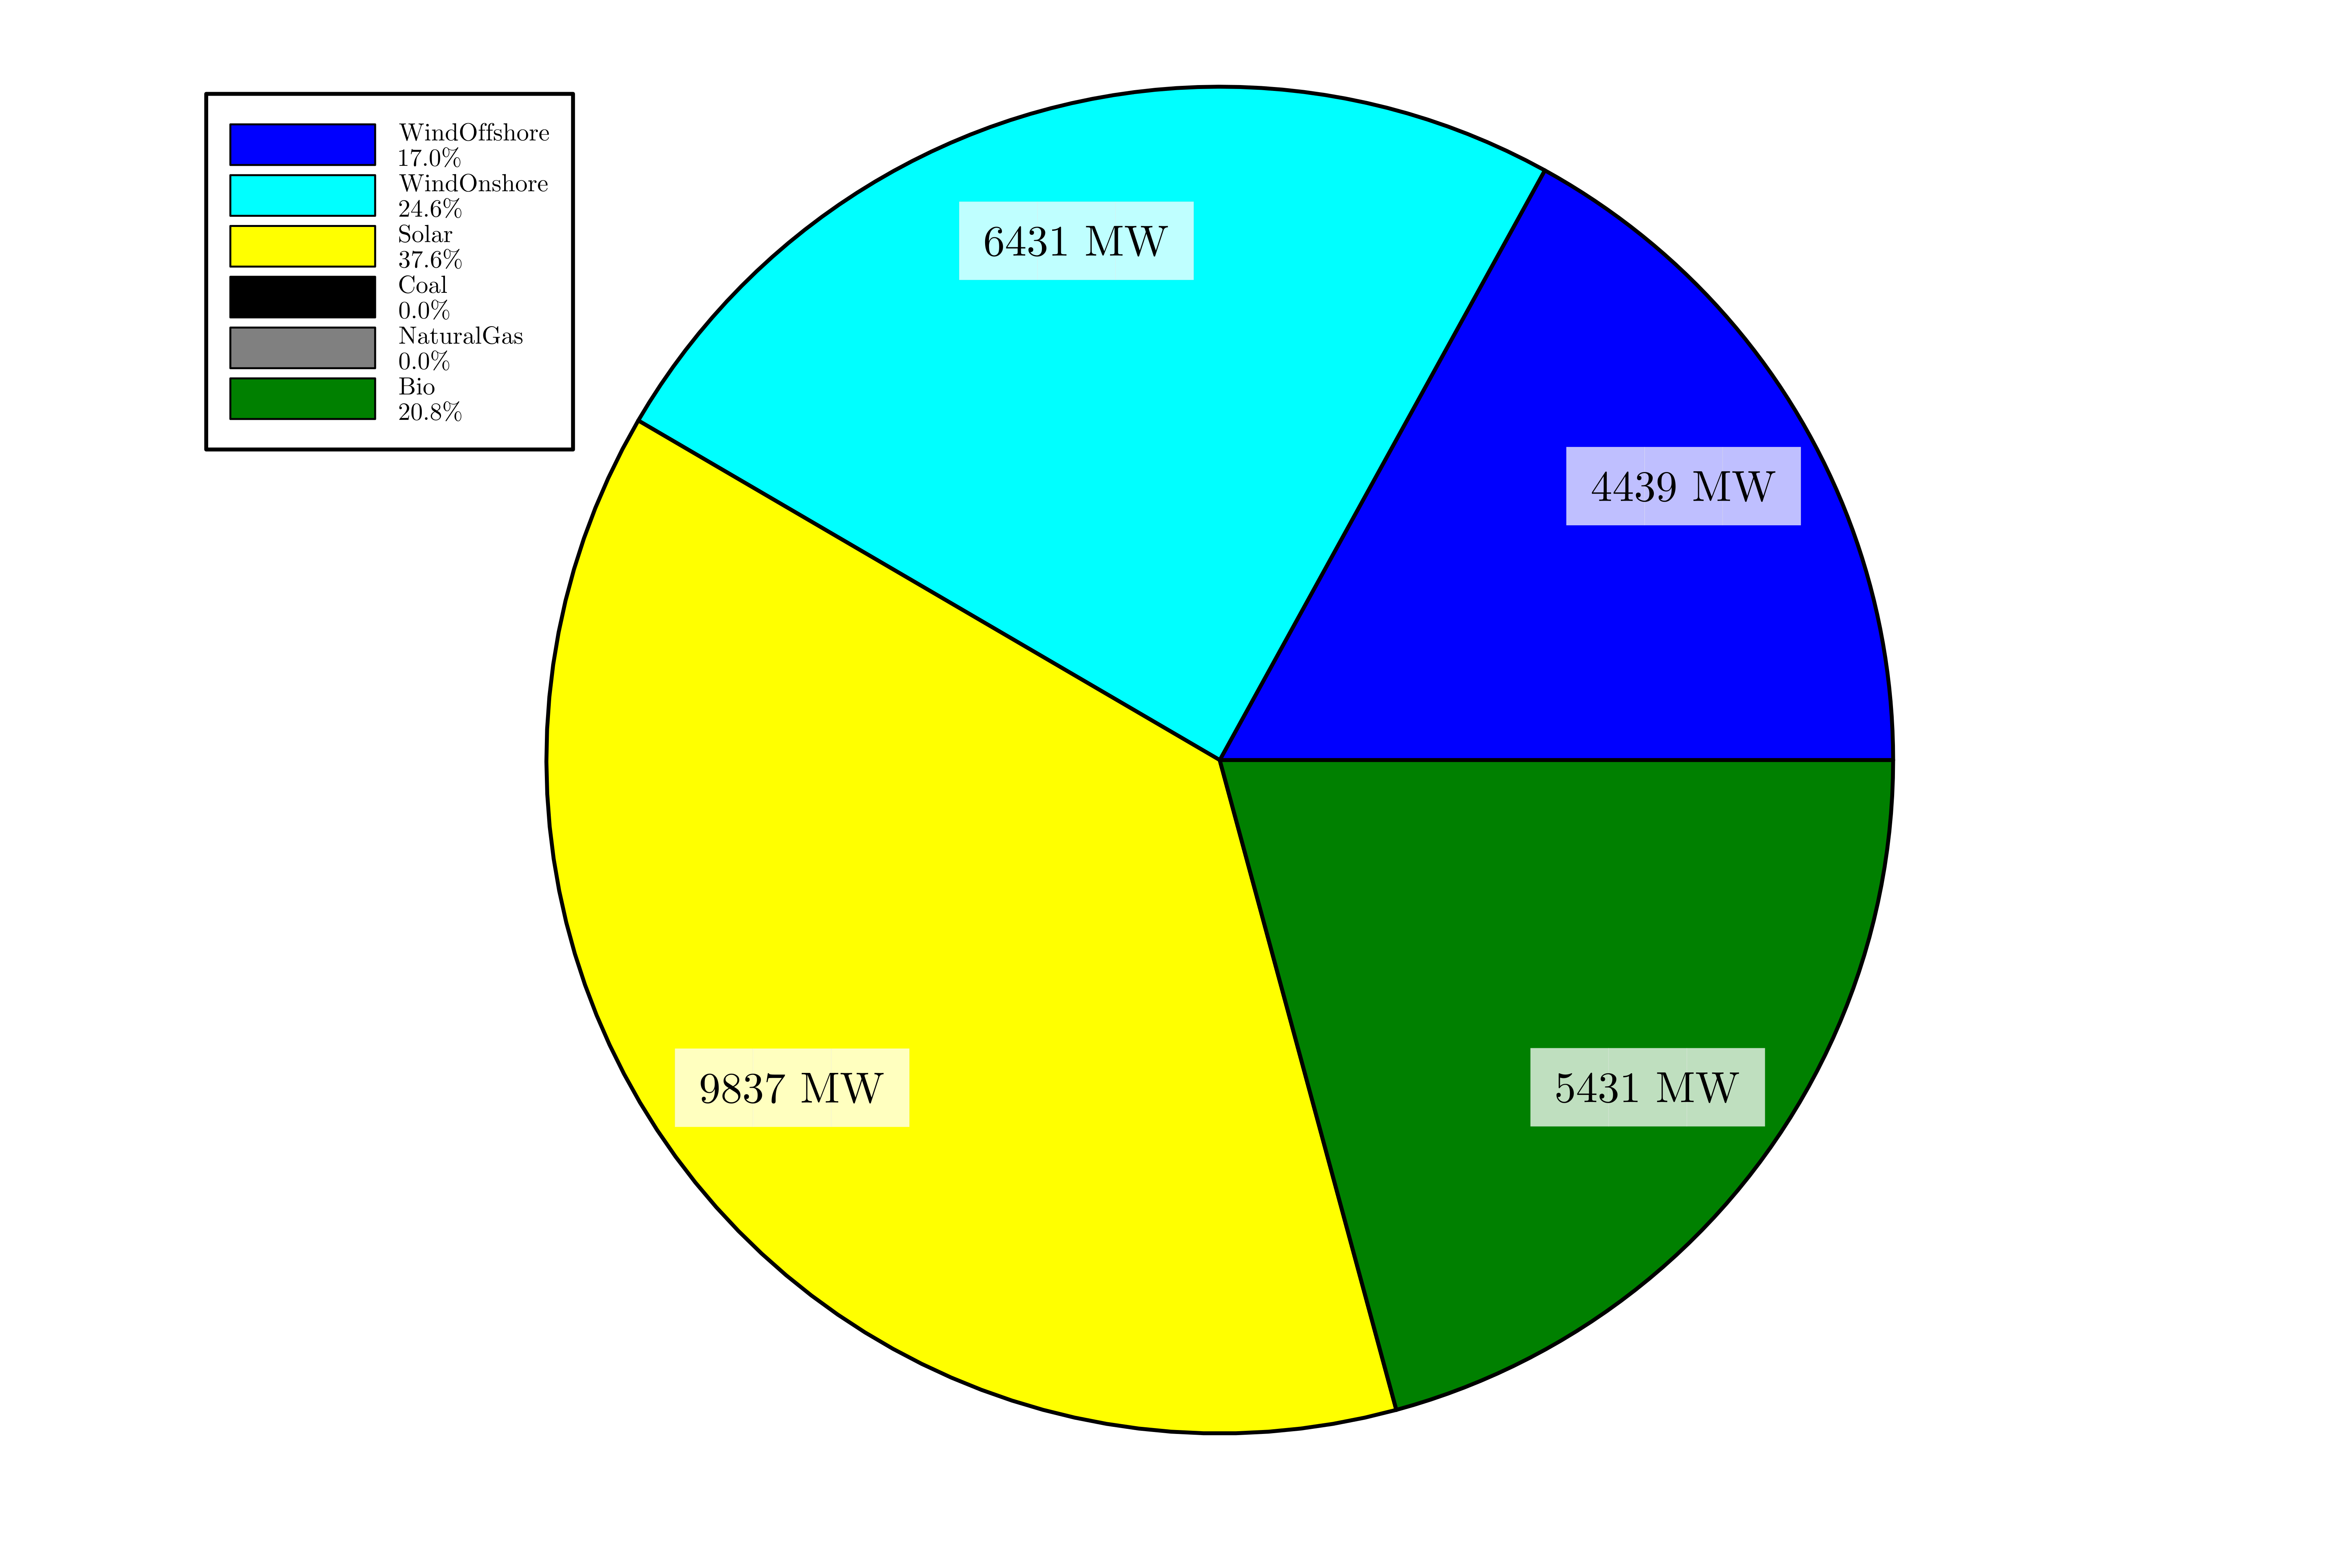 WindOffshore
17.0%
WindOnshore
24.6%
Solar
37.6%
Coal
0.0%
NaturalGas
0.0%
Bio
20.8%
6431 MW
4439 MW
9837 MW
5431 MW